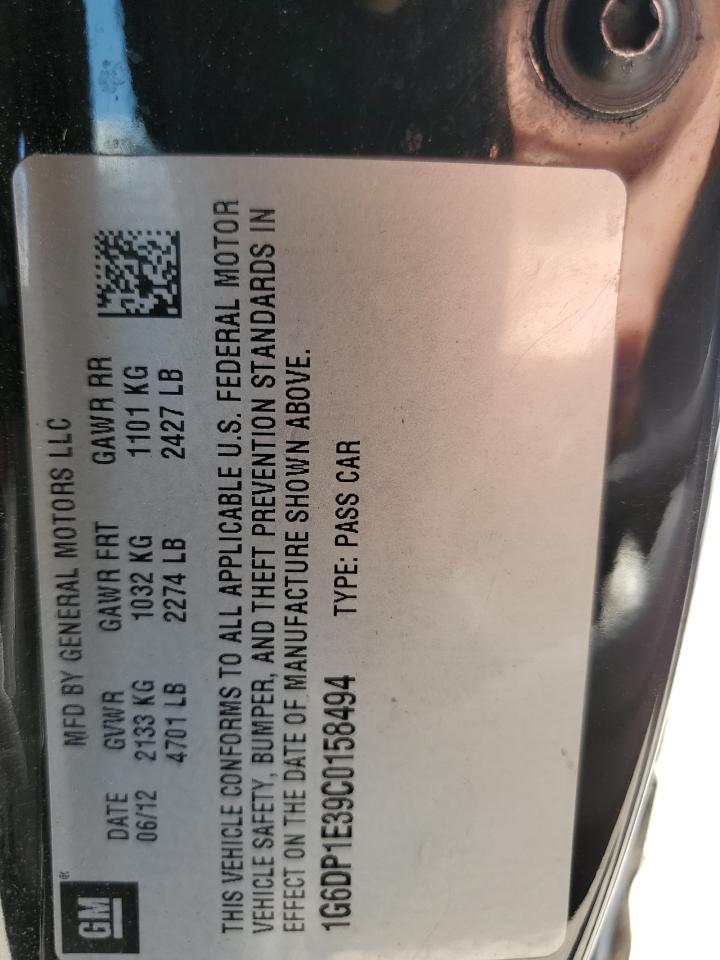 GM®
MFD BY GENERAL MOTORS LLC
DATE GVWR GAWR FRT GAWR RR
06/12 2133 KG 1032 KG 1101 KG
4701 LB 2274 LB 2427 LB
THIS VEHICLE CONFORMS TO ALL APPLICABLE U.S. FEDERAL MOTOR
VEHICLE SAFETY, BUMPER, AND THEFT PREVENTION STANDARDS IN
EFFECT ON THE DATE OF MANUFACTURE SHOWN ABOVE.
1G6DP1E39C0158494 TYPE: PASS CAR